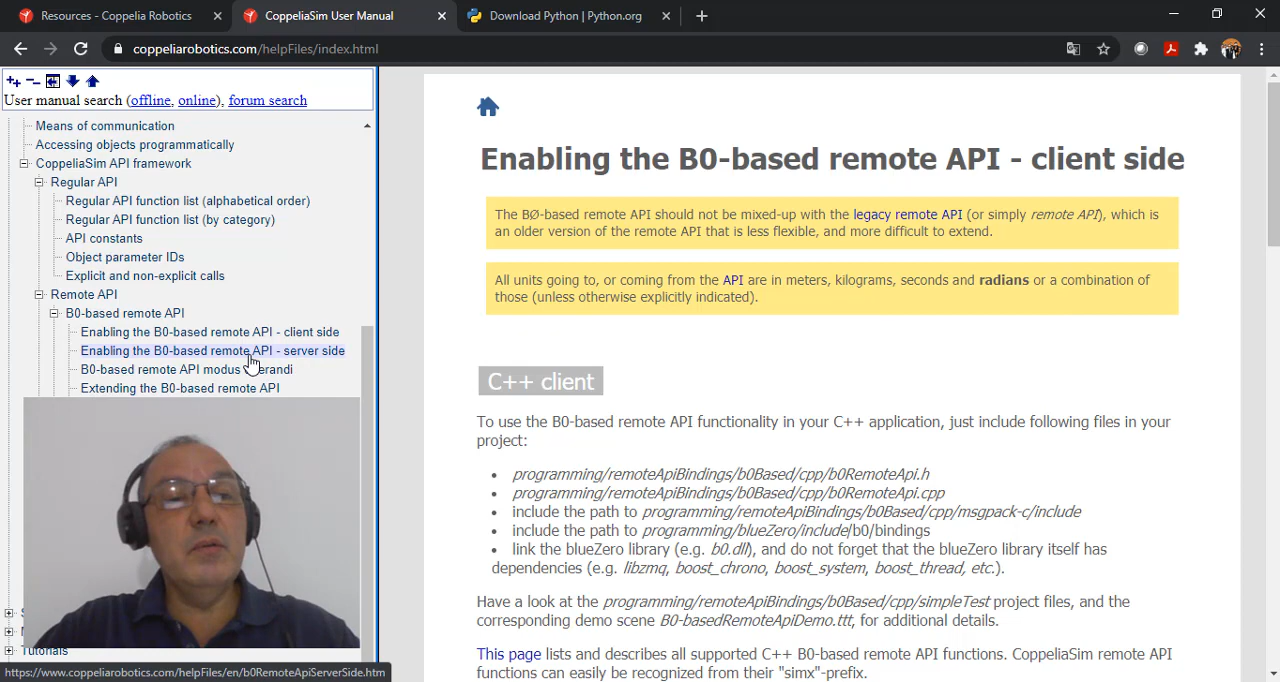 Resources - Coppelia Robotics
CoppeliaSim User Manual
Download Python | Python.org
coppeliarobotics.com/helpFiles/index.html
User manual search (offline, online), forum search
Means of communication
Accessing objects programmatically
CoppeliaSim API framework
Regular API
Regular API function list (alphabetical order)
Regular API function list (by category)
API constants
Object parameter IDs
Explicit and non-explicit calls
Remote API
B0-based remote API
Enabling the B0-based remote API - client side
Enabling the B0-based remote API - server side
B0-based remote API modus erandi
Extending the B0-based remote API
Tutorials
https://www.coppeliarobotics.com/helpFiles/en/b0RemoteApiServerSide.htm
Enabling the B0-based remote API - client side
The BØ-based remote API should not be mixed-up with the legacy remote API (or simply remote API), which is
an older version of the remote API that is less flexible, and more difficult to extend.
All units going to, or coming from the API are in meters, kilograms, seconds and radians or a combination of
those (unless otherwise explicitly indicated).
C++ client
To use the B0-based remote API functionality in your C++ application, just include following files in your
project:
• programming/remoteApiBindings/b0Based/cpp/b0RemoteApi.h
• programming/remoteApiBindings/b0Based/cpp/b0RemoteApi.cpp
• include the path to programming/remoteApiBindings/b0Based/cpp/msgpack-c/include
• include the path to programming/blueZero/include/b0/bindings
• link the blueZero library (e.g. b0.dll), and do not forget that the blueZero library itself has
dependencies (e.g. libzmq, boost_chrono, boost_system, boost_thread, etc.).
Have a look at the programming/remoteApiBindings/b0Based/cpp/simpleTest project files, and the
corresponding demo scene B0-basedRemoteApiDemo.ttt, for additional details.
This page lists and describes all supported C++ B0-based remote API functions. CoppeliaSim remote API
functions can easily be recognized from their "simx"-prefix.